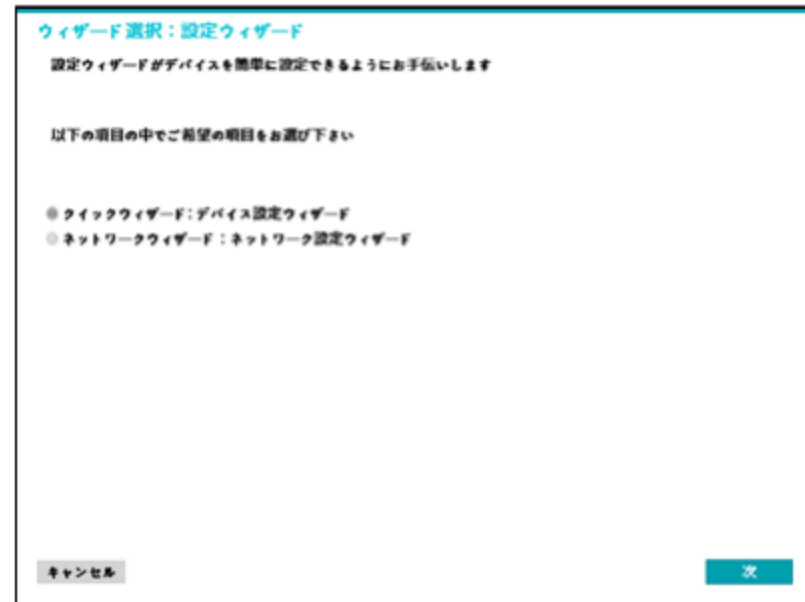 ウィザード選択：設定ウィザード
設定ウィザードがデバイスを簡単に設定できるようにお手伝いします
以下の項目の中でご希望の項目をお選び下さい
クイックウィザード：デバイス設定ウィザード
ネットワークウィザード：ネットワーク設定ウィザード
キャンセル
次